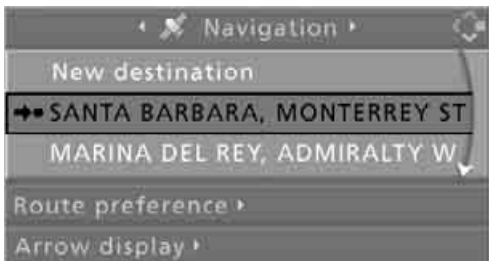 Navigation
New destination
SANTA BARBARA, MONTERREY ST
MARINA DEL REY, ADMIRALTY W
Route preference
Arrow display